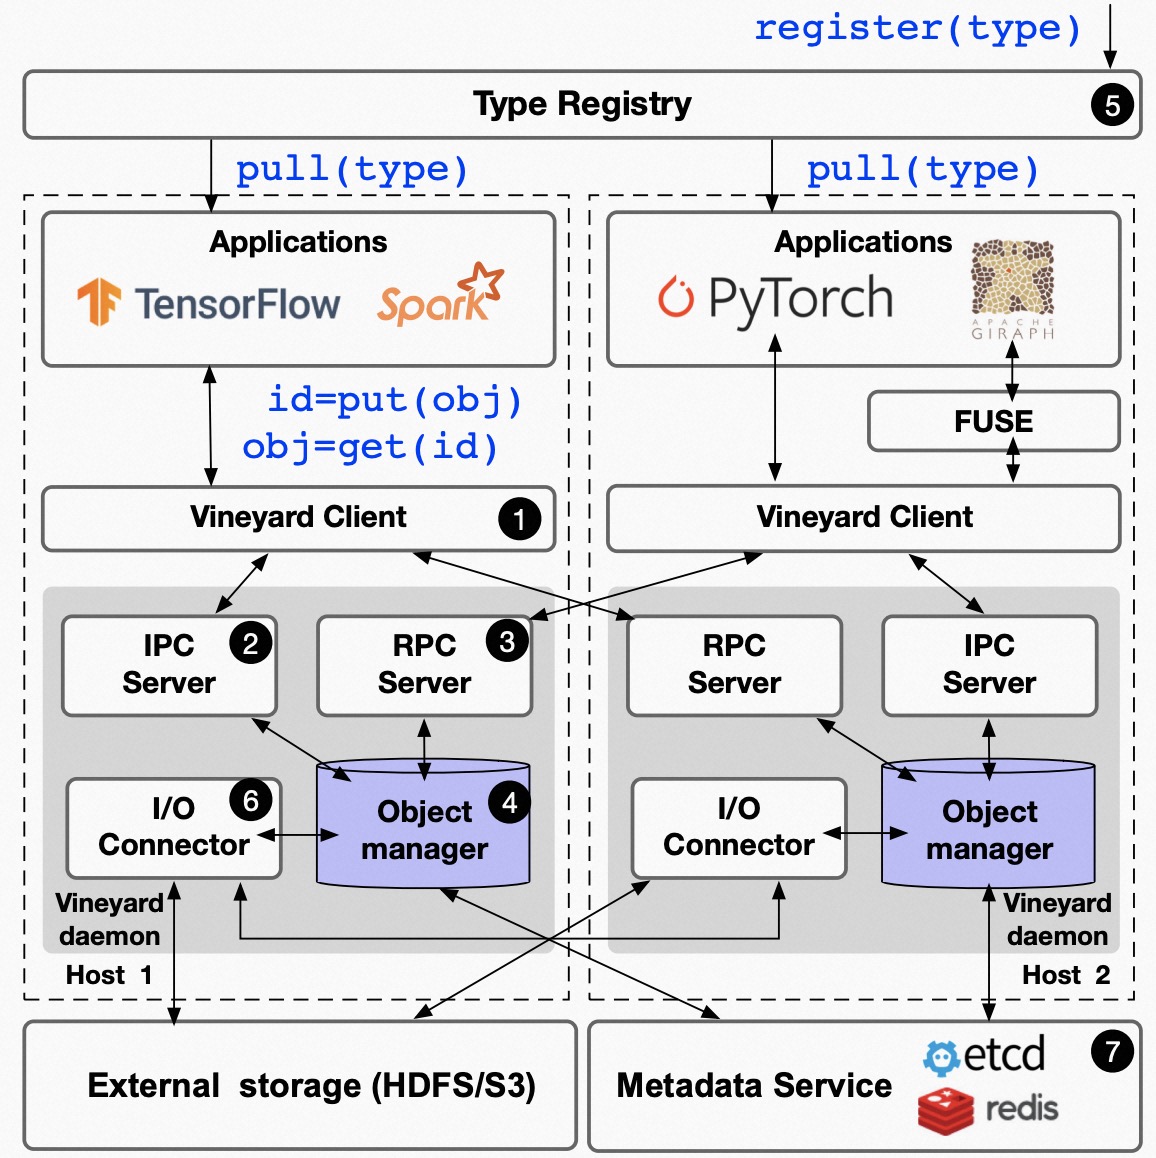 register(type)
Type Registry
5
pull(type)
pull(type)
Applications
TensorFlow
Spark
Applications
PyTorch
APACHE
GIRAPH
id=put(obj)
obj=get(id)
FUSE
Vineyard Client
1
Vineyard Client
IPC
Server
2
RPC
Server
3
RPC
Server
IPC
Server
I/O
Connector
6
Object
manager
4
I/O
Connector
Object
manager
Vineyard
daemon
Host 1
Vineyard
daemon
Host 2
External storage (HDFS/S3)
Metadata Service
etcd
redis
7